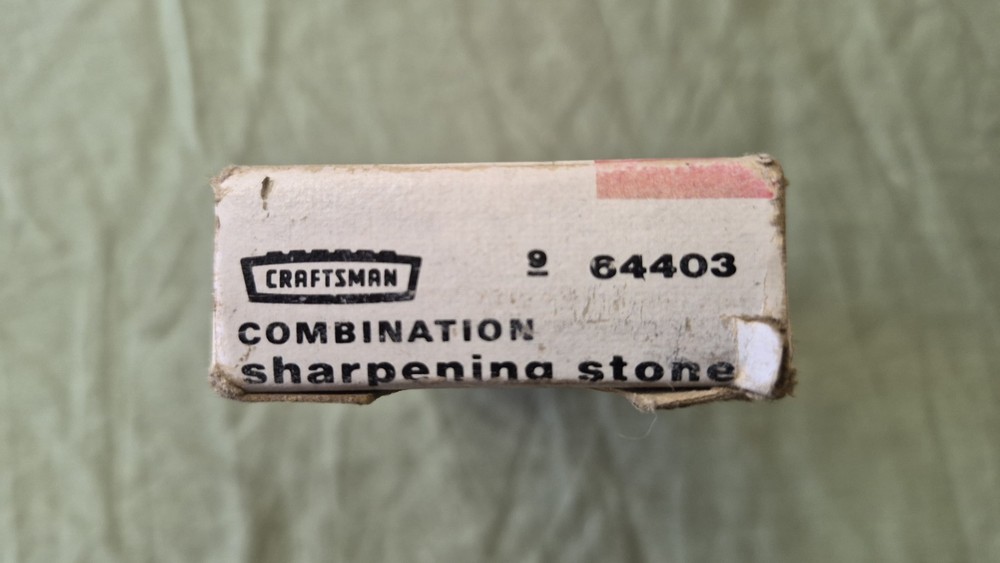 CRAFTSMAN 9 64403
COMBINATION
sharpening stone